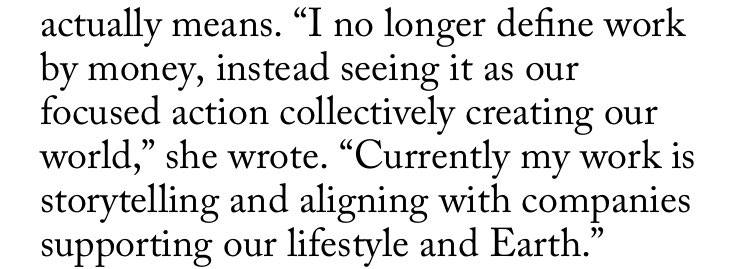 actually means. “I no longer define work
by money, instead seeing it as our
focused action collectively creating our
world,” she wrote. “Currently my work is
storytelling and aligning with companies
supporting our lifestyle and Earth.”